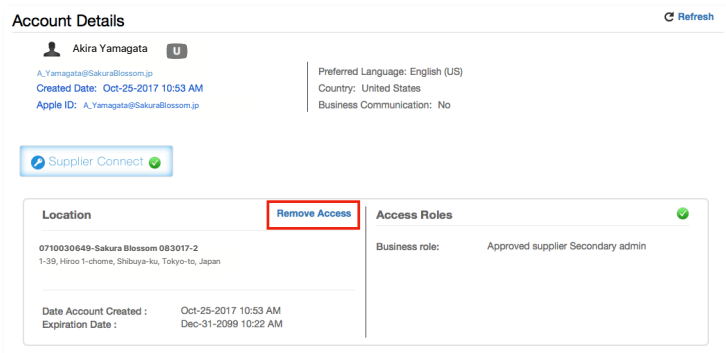 Account Details
Refresh
Akira Yamagata U
A_Yamagata@SakuraBlossom.jp
Created Date: Oct-25-2017 10:53 AM
Apple ID: A_Yamagata@SakuraBlossom.jp
Preferred Language: English (US)
Country: United States
Business Communication: No
Supplier Connect
Location
Remove Access
0710030649-Sakura Blossom 083017-2
1-39, Hiroo 1-chome, Shibuya-ku, Tokyo-to, Japan
Date Account Created : Oct-25-2017 10:53 AM
Expiration Date : Dec-31-2099 10:22 AM
Access Roles
Business role: Approved supplier Secondary admin